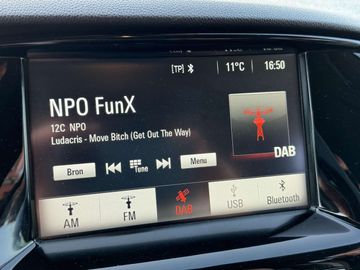 [TP] 11°C 16:50
NPO FunX
12C NPO
Ludacris - Move Bitch (Get Out The Way)
DAB
Bron Tune Menu
AM FM DAB USB Bluetooth